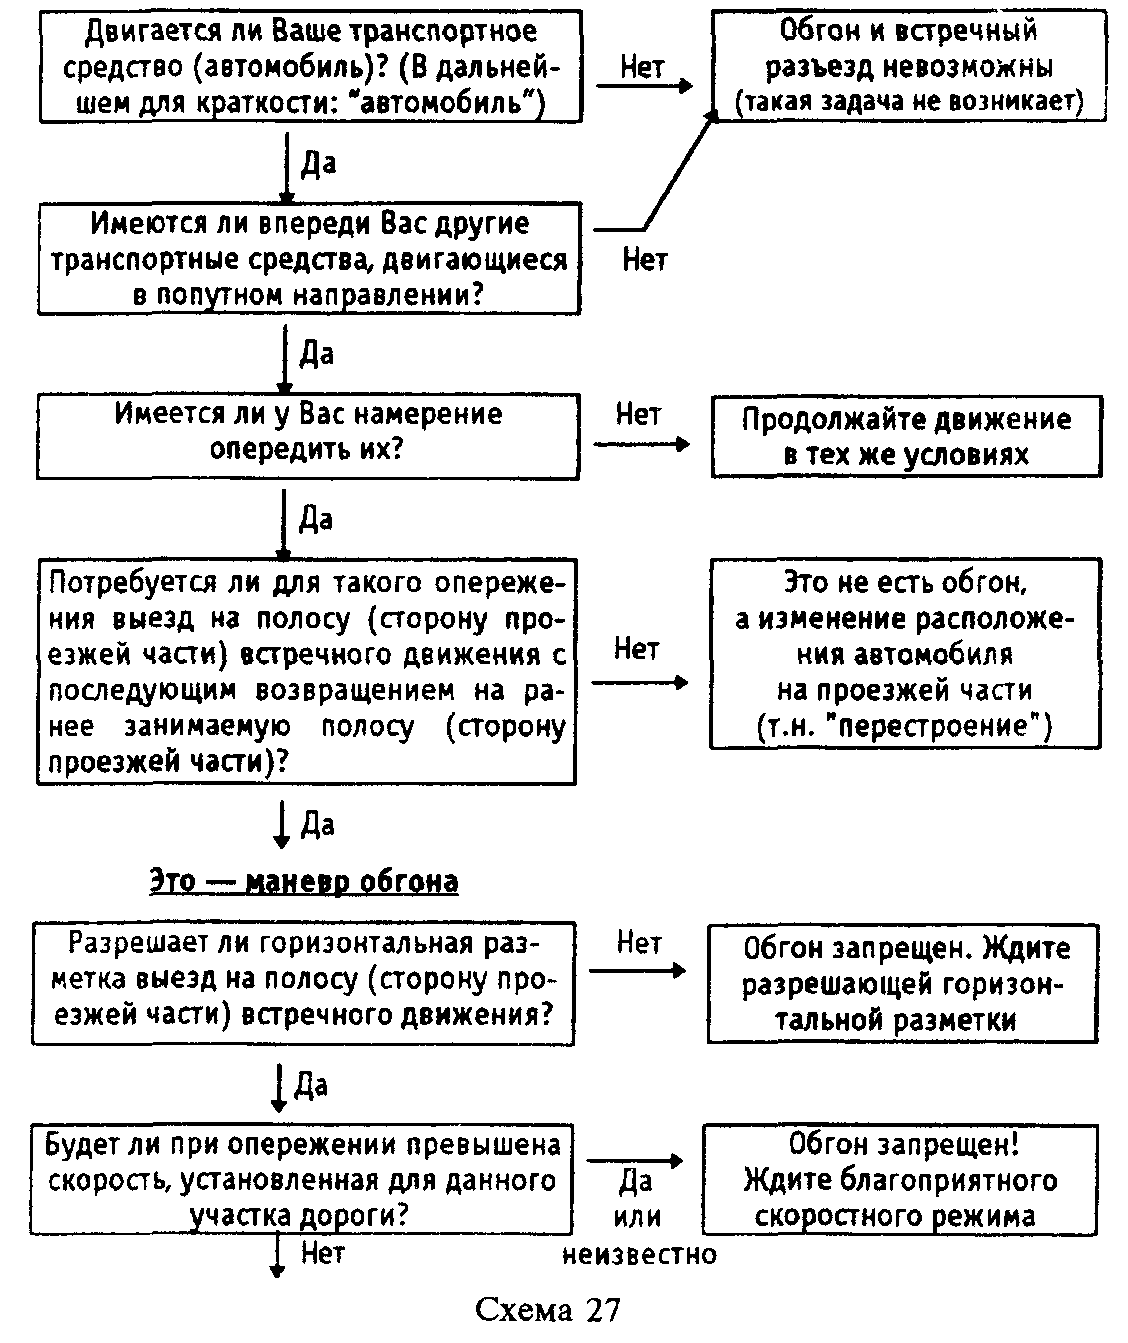 Двигается ли Ваше транспортное
средство (автомобиль)? (В дальней-
шем для краткости: "автомобиль")
Нет
Обгон и встречный
разъезд невозможны
(такая задача не возникает)
Да
Имеются ли впереди Вас другие
транспортные средства, двигающиеся
в попутном направлении?
Нет
Да
Имеется ли у Вас намерение
опередить их?
Нет
Продолжайте движение
в тех же условиях
Да
Потребуется ли для такого опереже-
ния выезд на полосу (сторону про-
езжей части) встречного движения с
последующим возвращением на ра-
нее занимаемую полосу (сторону
проезжей части)?
Нет
Это не есть обгон,
а изменение расположе-
ния автомобиля
на проезжей части
(т.н. "перестроение")
Да
Это — маневр обгона
Разрешает ли горизонтальная раз-
метка выезд на полосу (сторону про-
езжей части) встречного движения?
Нет
Обгон запрещен. Ждите
разрешающей горизон-
тальной разметки
Да
Будет ли при опережении превышена
скорость, установленная для данного
участка дороги?
Да
или
неизвестно
Обгон запрещен!
Ждите благоприятного
скоростного режима
Нет
Схема 27